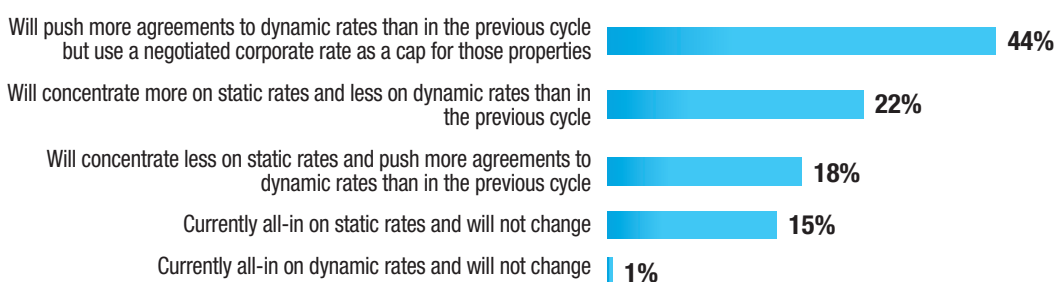 Will push more agreements to dynamic rates than in the previous cycle
but use a negotiated corporate rate as a cap for those properties
44%
Will concentrate more on static rates and less on dynamic rates than in
the previous cycle
22%
Will concentrate less on static rates and push more agreements to
dynamic rates than in the previous cycle
18%
Currently all-in on static rates and will not change
15%
Currently all-in on dynamic rates and will not change
1%